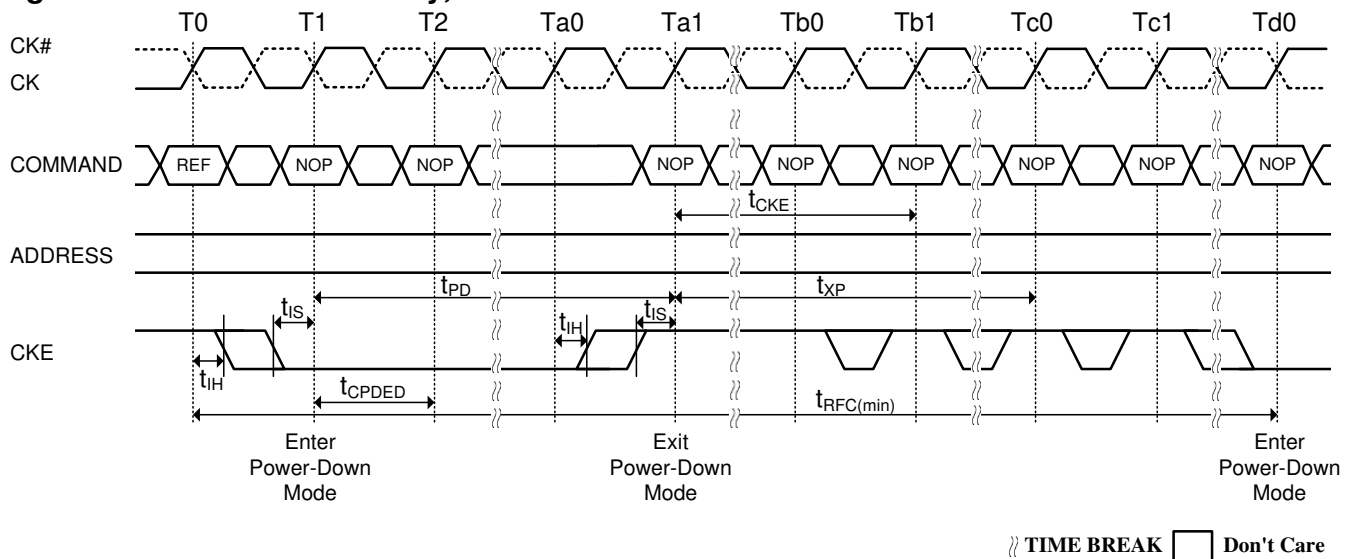 T0 T1 T2 Ta0 Ta1 Tb0 Tb1 Tc0 Tc1 Td0
CK#
CK
COMMAND REF NOP NOP NOP NOP NOP NOP NOP NOP
tCKE
ADDRESS
tPD tXP
tIS tIH tIS
CKE
tIH
tCPDED tRFC(min)
Enter Power-Down Mode
Exit Power-Down Mode
Enter Power-Down Mode
TIME BREAK Don't Care